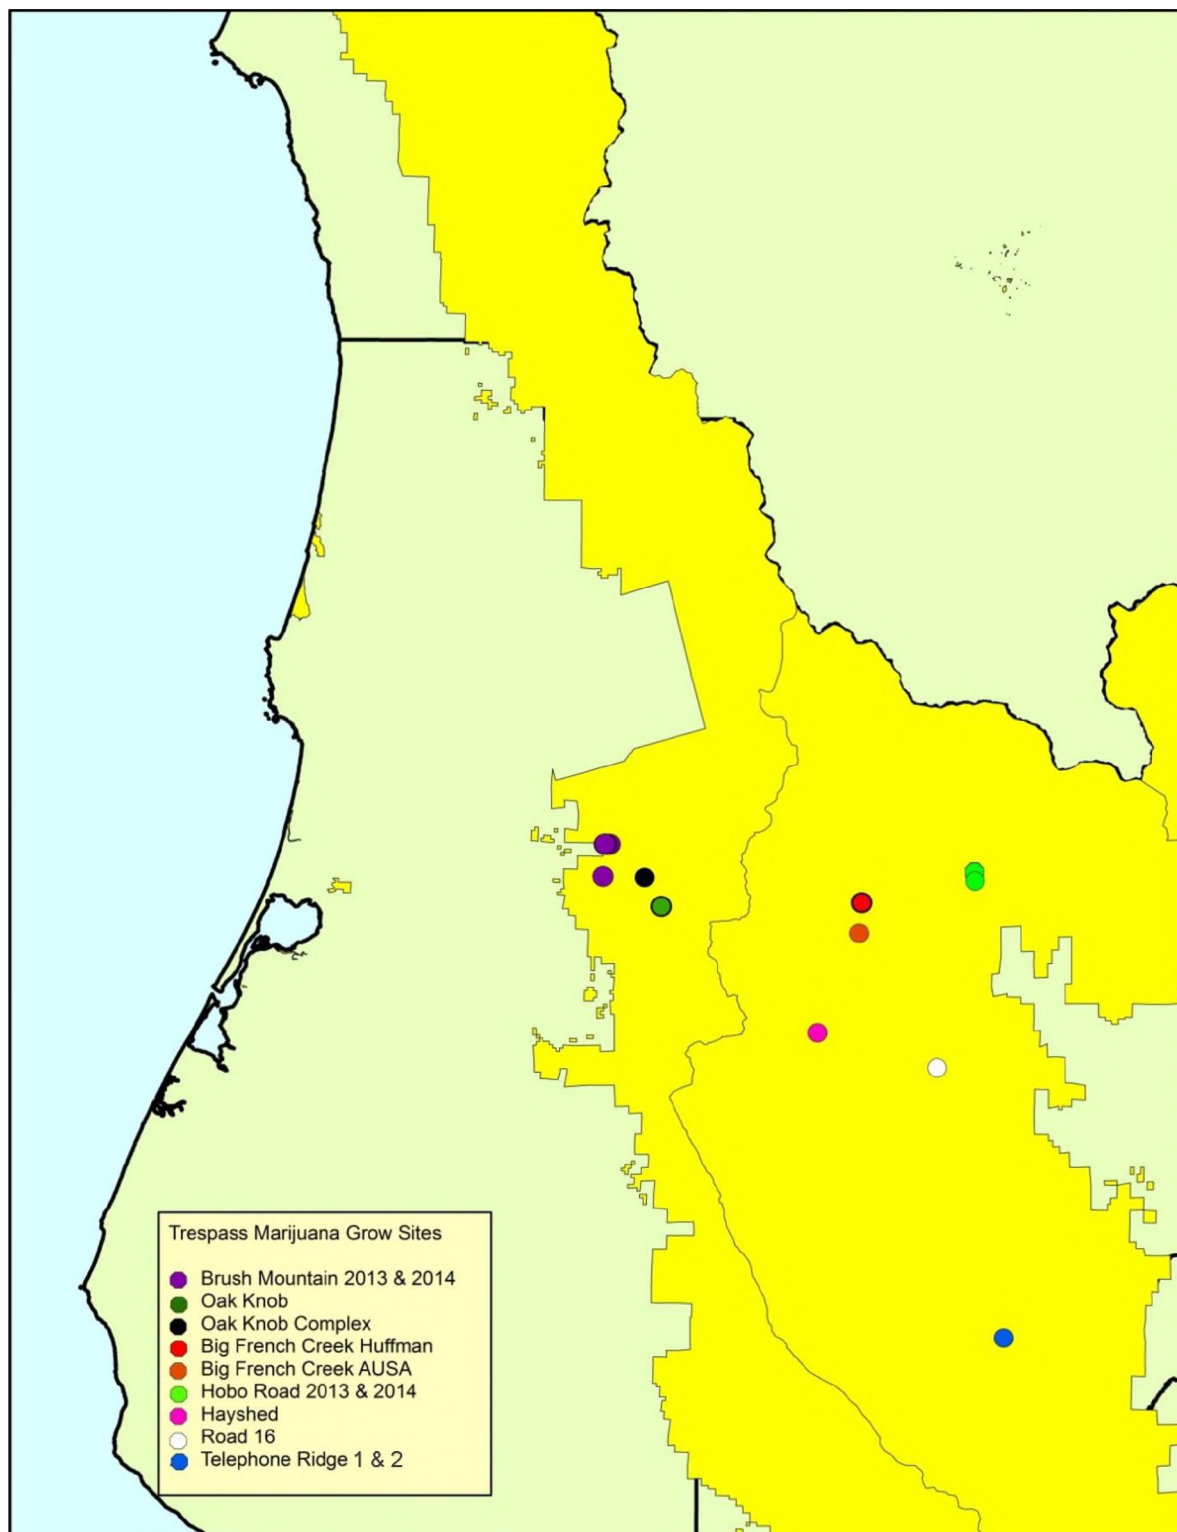 Trespass Marijuana Grow Sites
Brush Mountain 2013 & 2014
Oak Knob
Oak Knob Complex
Big French Creek Huffman
Big French Creek AUSA
Hobo Road 2013 & 2014
Hayshed
Road 16
Telephone Ridge 1 & 2